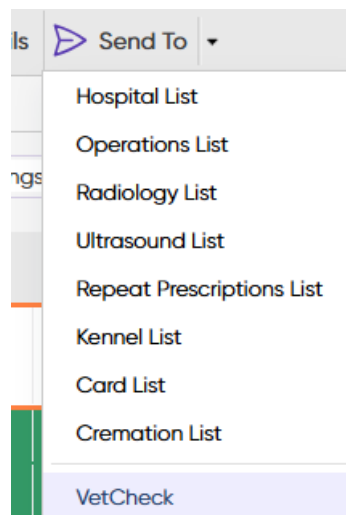 ils Send To
Hospital List
ngs
Operations List
Radiology List
Ultrasound List
Repeat Prescriptions List
Kennel List
Card List
Cremation List
VetCheck